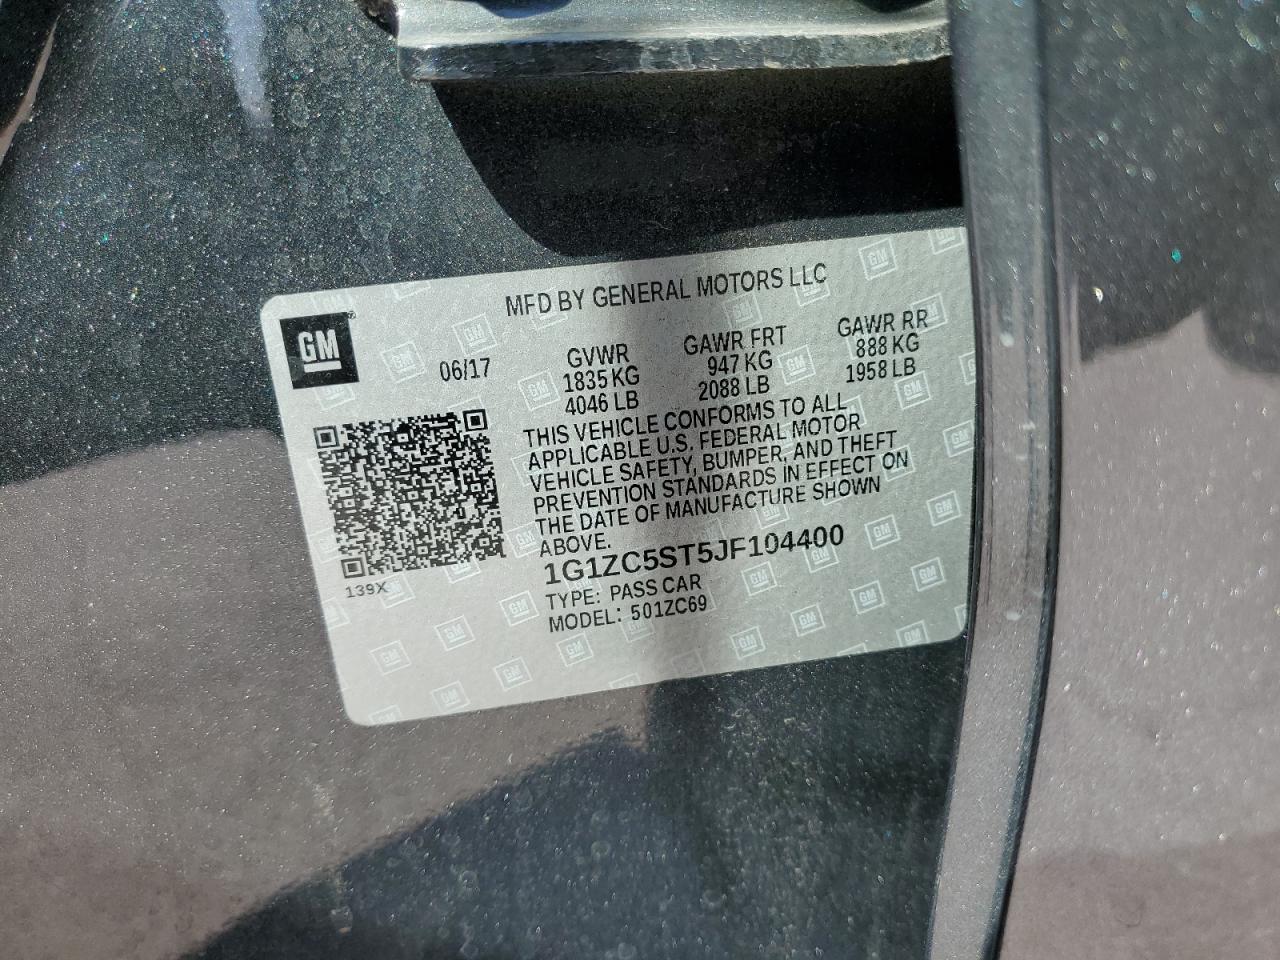 MFD BY GENERAL MOTORS LLC
GM
06/17
GVWR
1835 KG
4046 LB
GAWR FRT
947 KG
2088 LB
GAWR RR
888 KG
1958 LB
THIS VEHICLE CONFORMS TO ALL
APPLICABLE U.S. FEDERAL MOTOR
VEHICLE SAFETY, BUMPER, AND THEFT
PREVENTION STANDARDS IN EFFECT ON
THE DATE OF MANUFACTURE SHOWN
ABOVE.
1G1ZC5ST5JF104400
TYPE: PASS CAR
MODEL: 501ZC69
139X